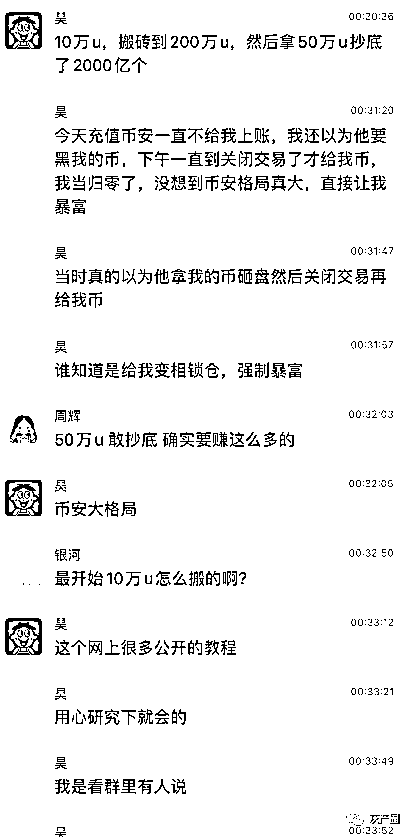 昊
00:20:26
10万u，搬砖到200万u，然后拿50万u抄底
了2000亿个
昊
00:31:20
今天充值币安一直不给我上账，我还以为他要
黑我的币，下午一直到关闭交易了才给我币，
我当归零了，没想到币安格局真大，直接让我
暴富
昊
00:31:47
当时真的以为他拿我的币砸盘然后关闭交易再
给我币
昊
00:31:57
谁知道是给我变相锁仓，强制暴富
周辉
00:32:03
50万u敢抄底 确实要赚这么多的
昊
00:32:06
币安大格局
银河
00:32:50
最开始10万u怎么搬的啊？
昊
00:33:12
这个网上很多公开的教程
昊
00:33:21
用心研究下就会的
昊
00:33:49
我是看群里有人说
灰产圈
昊
00:33:52